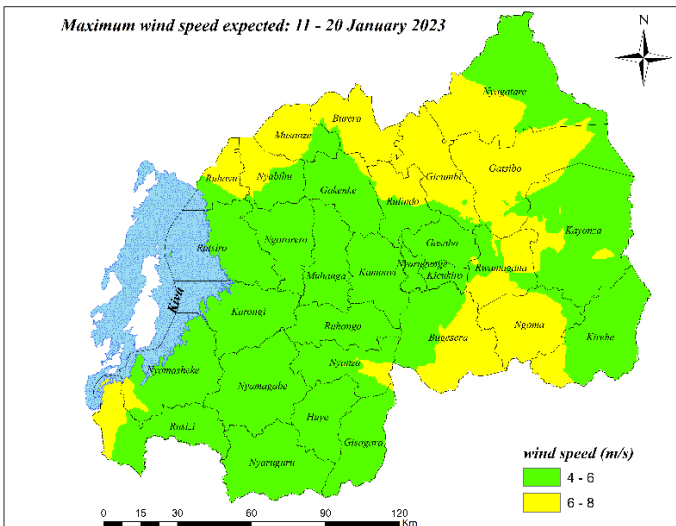 Maximum wind speed expected: 11 - 20 January 2023
N
Nyagatare
Burera
Musanze
Gicumbi
Gatsibo
Rubavu
Nyabihu
Gakenke
Rulindo
Kayonza
Rutsiro
Ngororero
Gasabo
Muhanga
Kamonyi
Nyarugenge
Kicukiro
Rwamagana
Kivu
Karongi
Ruhango
Bugesera
Ngoma
Kirehe
Nyamasheke
Nyanza
Nyamagabe
Huye
Rusizi
Gisagara
Nyaruguru
wind speed (m/s)
4 - 6
6 - 8
0 15 30 60 90 120
Km